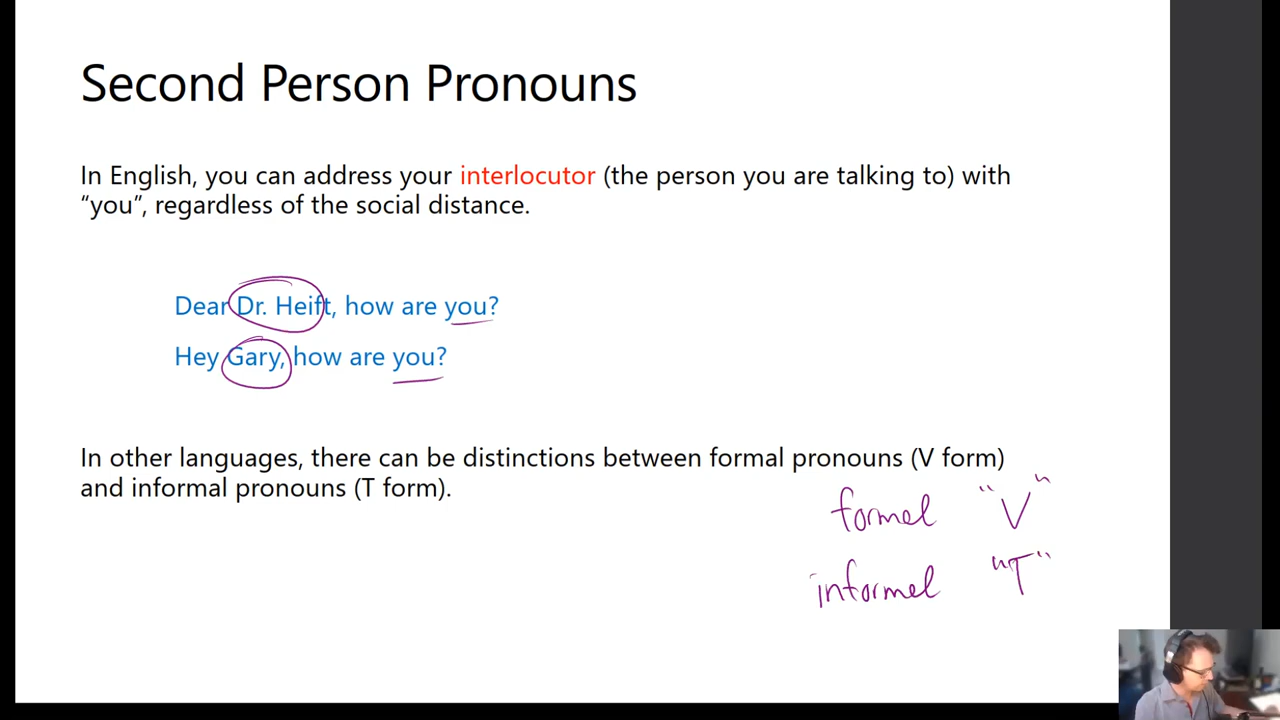 Second Person Pronouns
In English, you can address your interlocutor (the person you are talking to) with
“you”, regardless of the social distance.
Dear Dr. Heift, how are you?
Hey Gary, how are you?
In other languages, there can be distinctions between formal pronouns (V form)
and informal pronouns (T form).
formal "V"
informal "T"